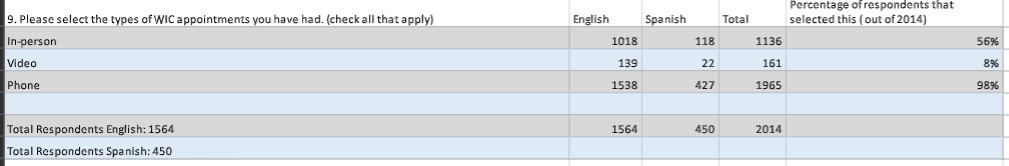 Percentage of respondents that
9. Please select the types of WIC appointments you have had. (check all that apply) English Spanish Total selected this (out of 2014)
In-person 1018 118 1136 56%
Video 139 22 161 8%
Phone 1538 427 1965 98%
Total Respondents English: 1564 1564 450 2014
Total Respondents Spanish: 450